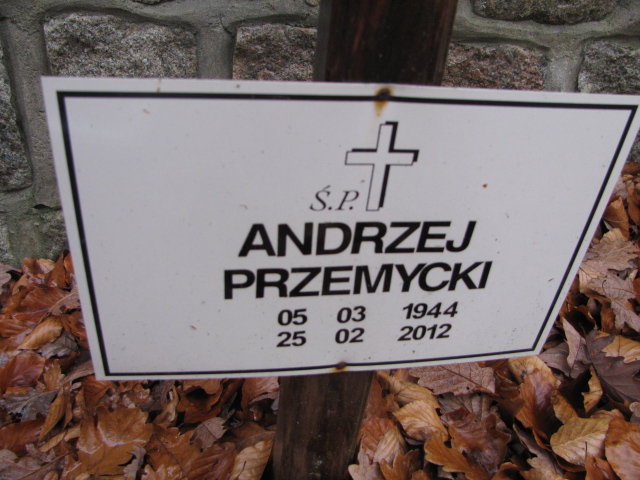 Ś.P.
ANDRZEJ
PRZEMYCKI
05 03 1944
25 02 2012